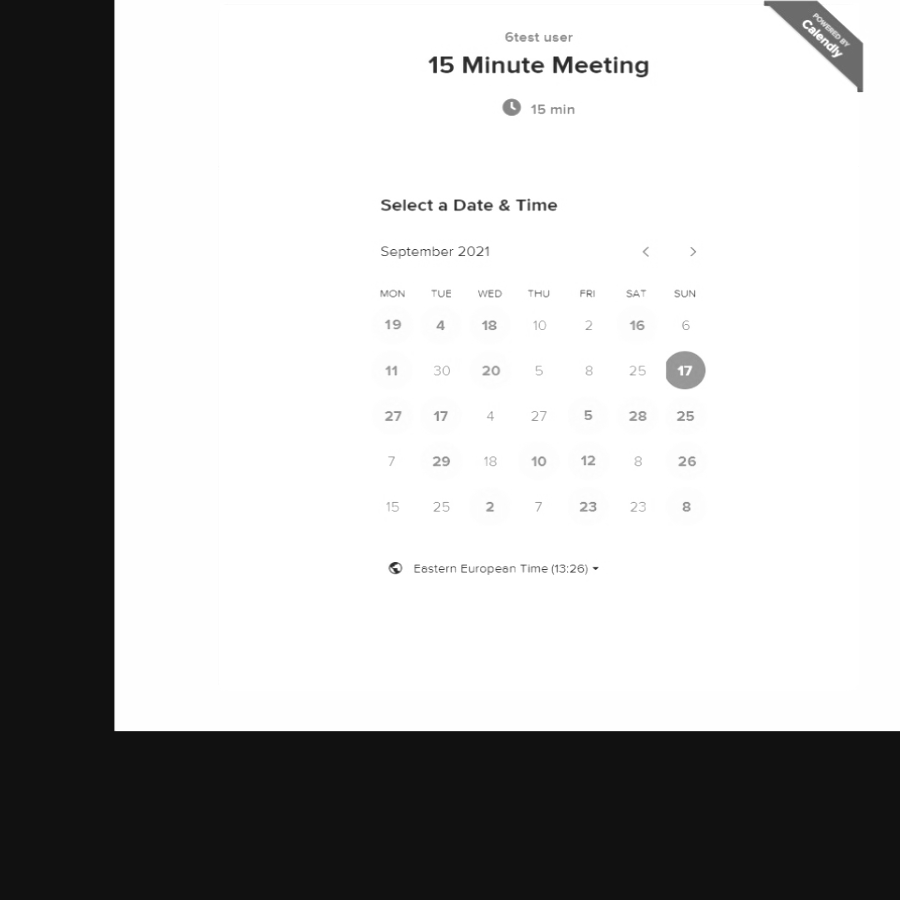 POWERED BY
Calendly
6test user
15 Minute Meeting
15 min
Select a Date & Time
September 2021
MON TUE WED THU FRI SAT SUN
19 4 18 10 2 16 6
11 30 20 5 8 25 17
27 17 4 27 5 28 25
7 29 18 10 12 8 26
15 25 2 7 23 23 8
Eastern European Time (13:26)